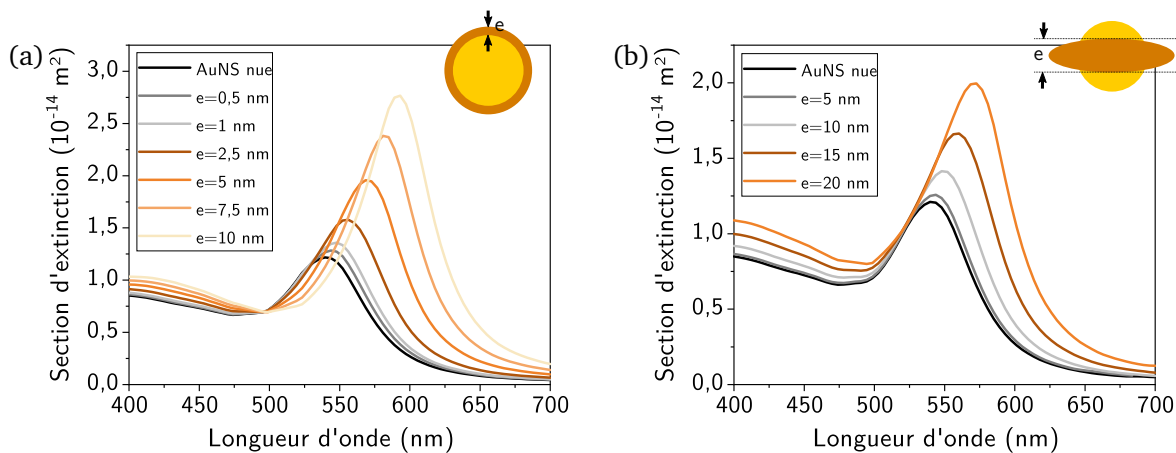 (a)
e
AuNS nue
e=0,5 nm
e=1 nm
e=2,5 nm
e=5 nm
e=7,5 nm
e=10 nm
Section d'extinction (10⁻¹⁴ m²)
3,0
2,5
2,0
1,5
1,0
0,5
0,0
400 450 500 550 600 650 700
Longueur d'onde (nm)
(b)
e
AuNS nue
e=5 nm
e=10 nm
e=15 nm
e=20 nm
Section d'extinction (10⁻¹⁴ m²)
2,0
1,5
1,0
0,5
0,0
400 450 500 550 600 650 700
Longueur d'onde (nm)